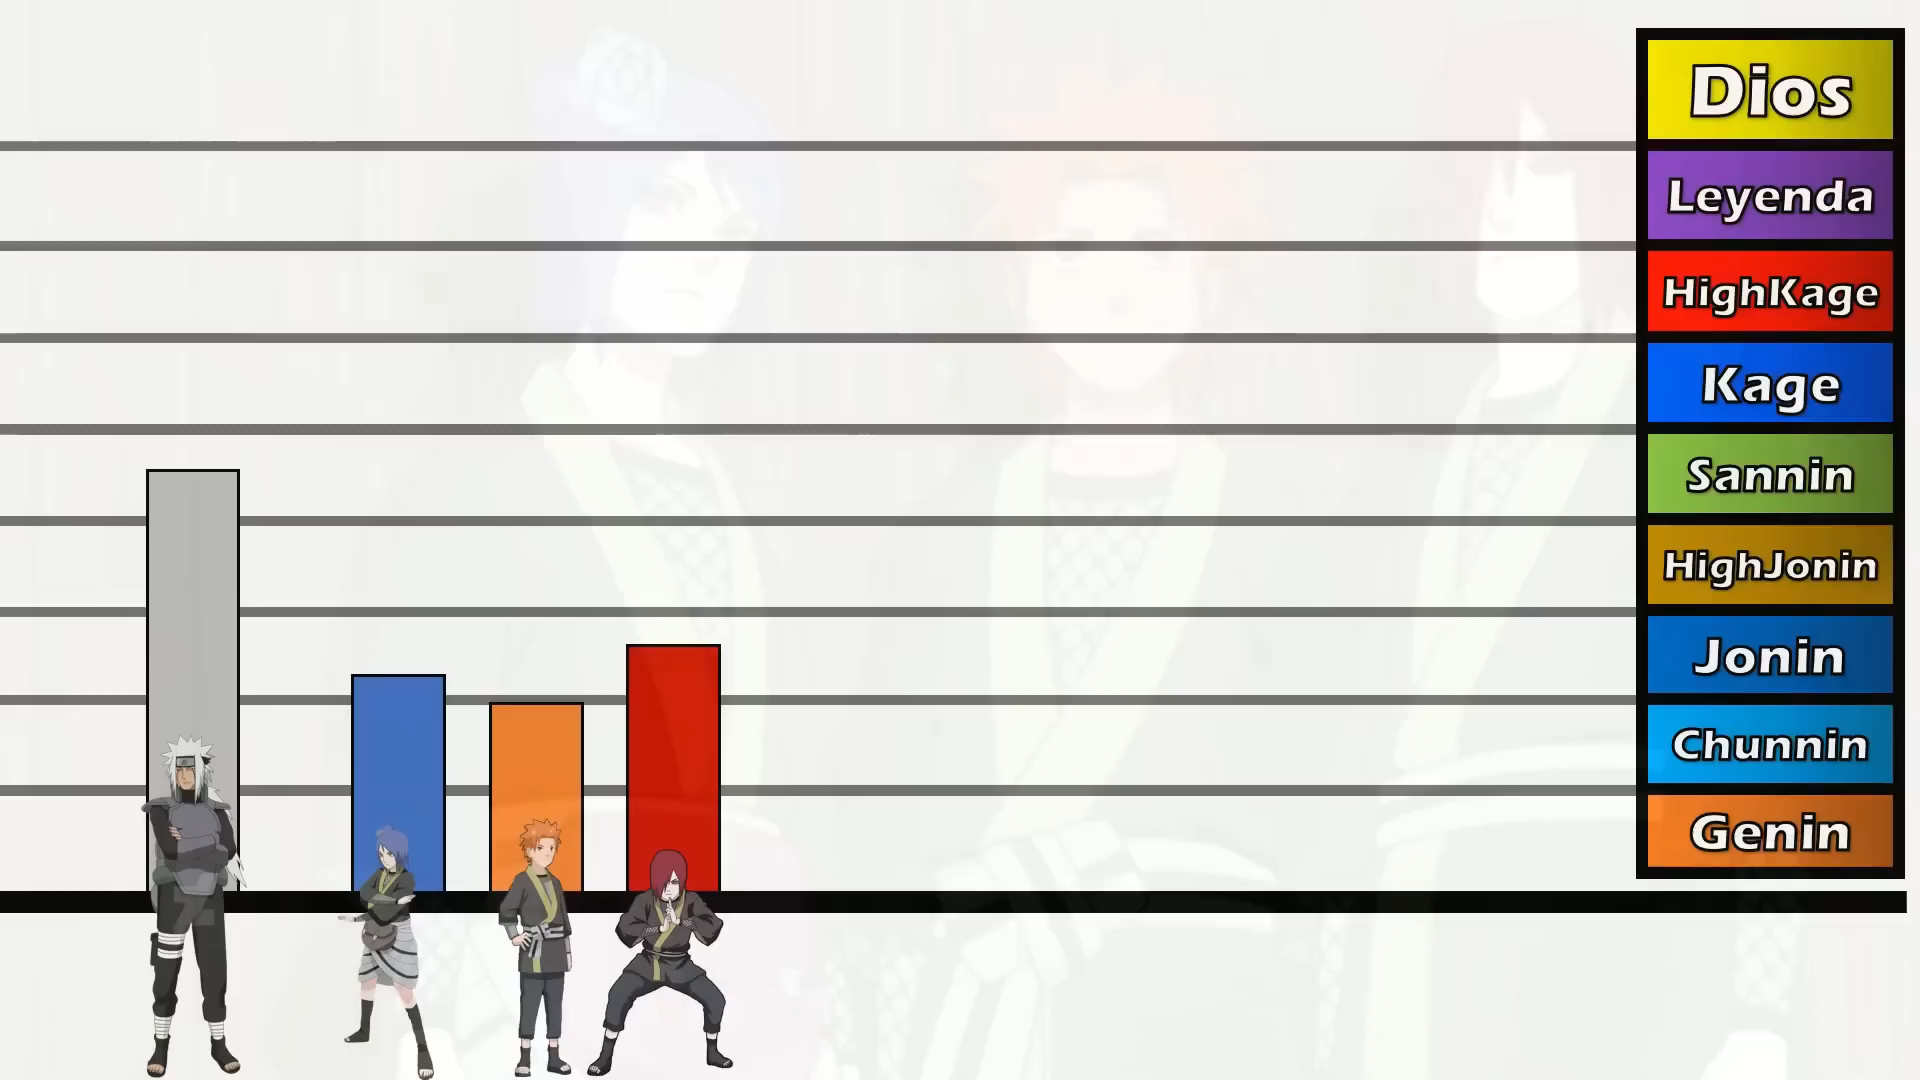 Dios
Leyenda
HighKage
Kage
Sannin
HighJonin
Jonin
Chunnin
Genin